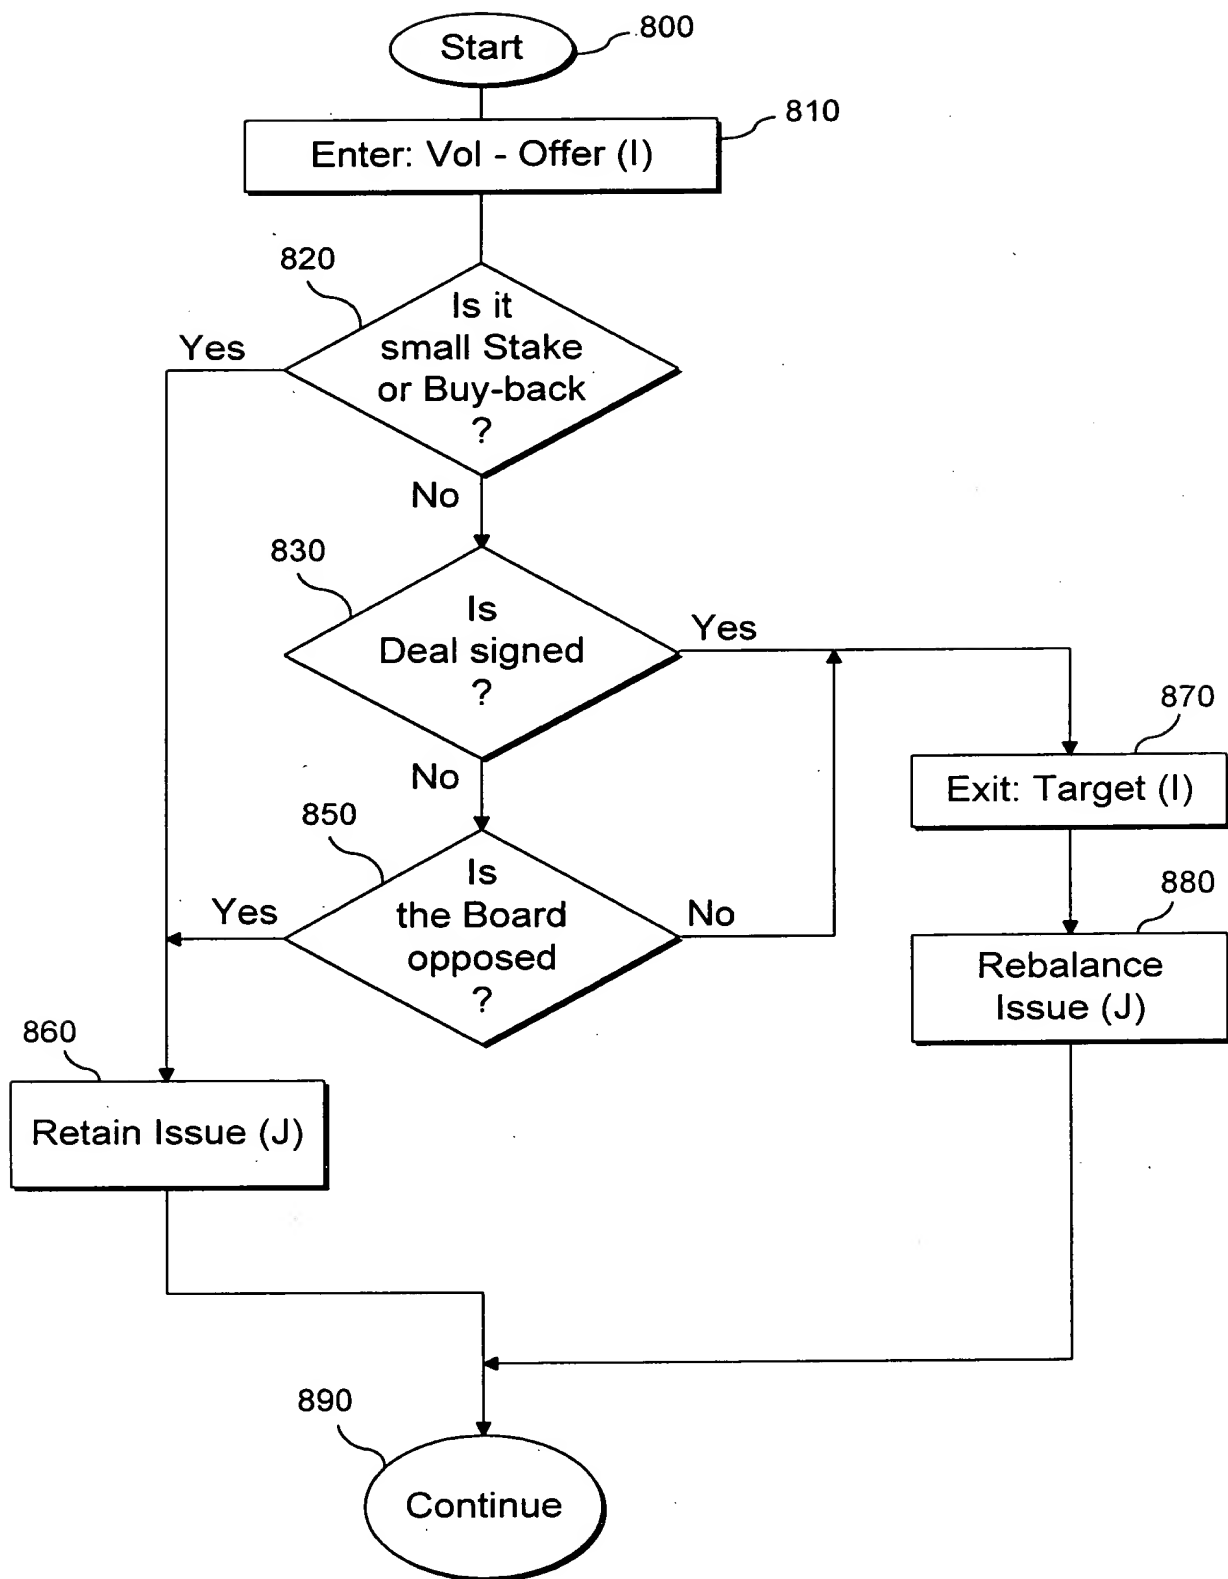 Start
800
810
Enter: Vol - Offer (I)
820
Is it
small Stake
or Buy-back
?
Yes
No
830
Is
Deal signed
?
Yes
No
870
Exit: Target (I)
850
Is
the Board
opposed
?
Yes
No
880
Rebalance
Issue (J)
860
Retain Issue (J)
890
Continue